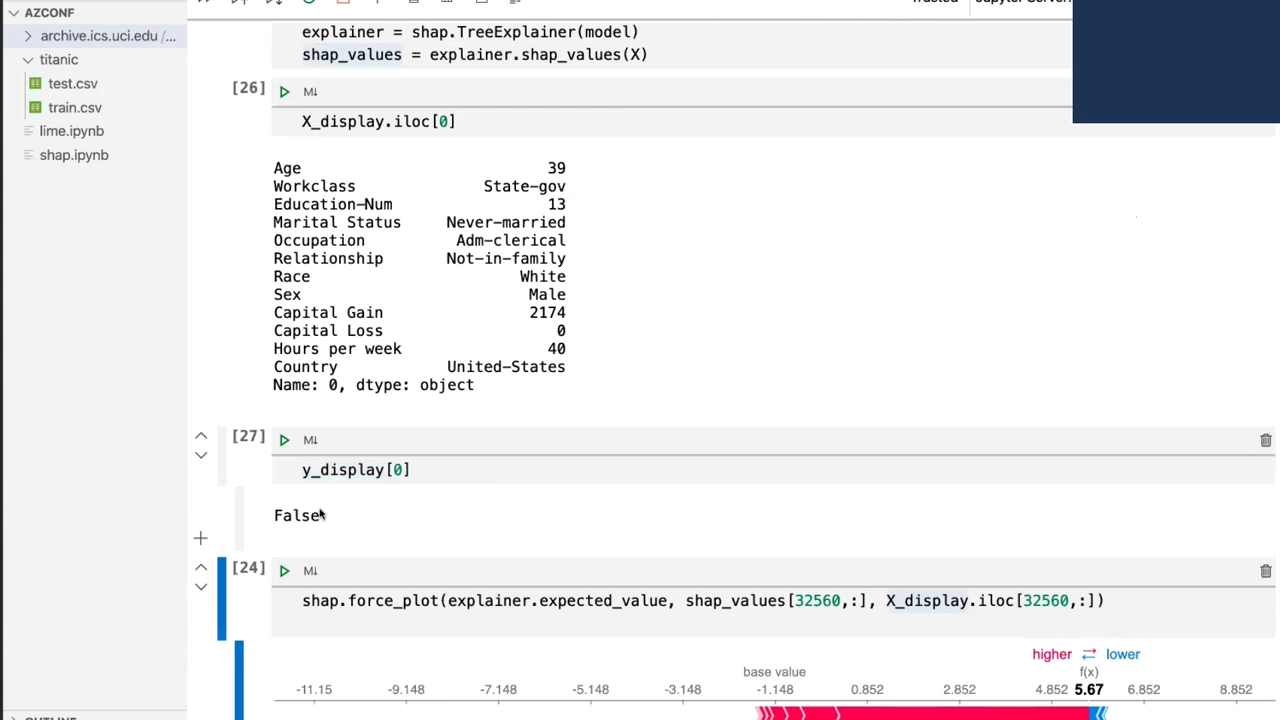 AZCONF
archive.ics.uci.edu /...
titanic
test.csv
train.csv
lime.ipynb
shap.ipynb
explainer = shap.TreeExplainer(model)
shap_values = explainer.shap_values(X)
[26]
M↓
X_display.iloc[0]
Age 39
Workclass State-gov
Education-Num 13
Marital Status Never-married
Occupation Adm-clerical
Relationship Not-in-family
Race White
Sex Male
Capital Gain 2174
Capital Loss 0
Hours per week 40
Country United-States
Name: 0, dtype: object
[27]
M↓
y_display[0]
False
[24]
M↓
shap.force_plot(explainer.expected_value, shap_values[32560,:], X_display.iloc[32560,:])
higher ⇄ lower
base value f(x)
-11.15 -9.148 -7.148 -5.148 -3.148 -1.148 0.852 2.852 4.852 5.67 6.852 8.852